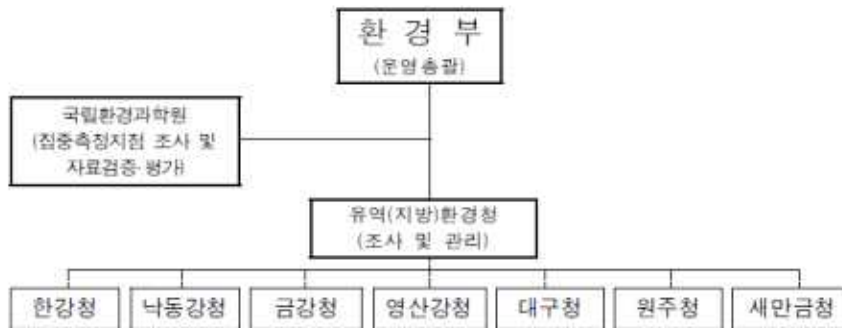 환 경 부
(운영총괄)
국립환경과학원
(집중측정지점 조사 및
자료검증·평가)
유역(지방)환경청
(조사 및 관리)
한강청 낙동강청 금강청 영산강청 대구청 원주청 새만금청